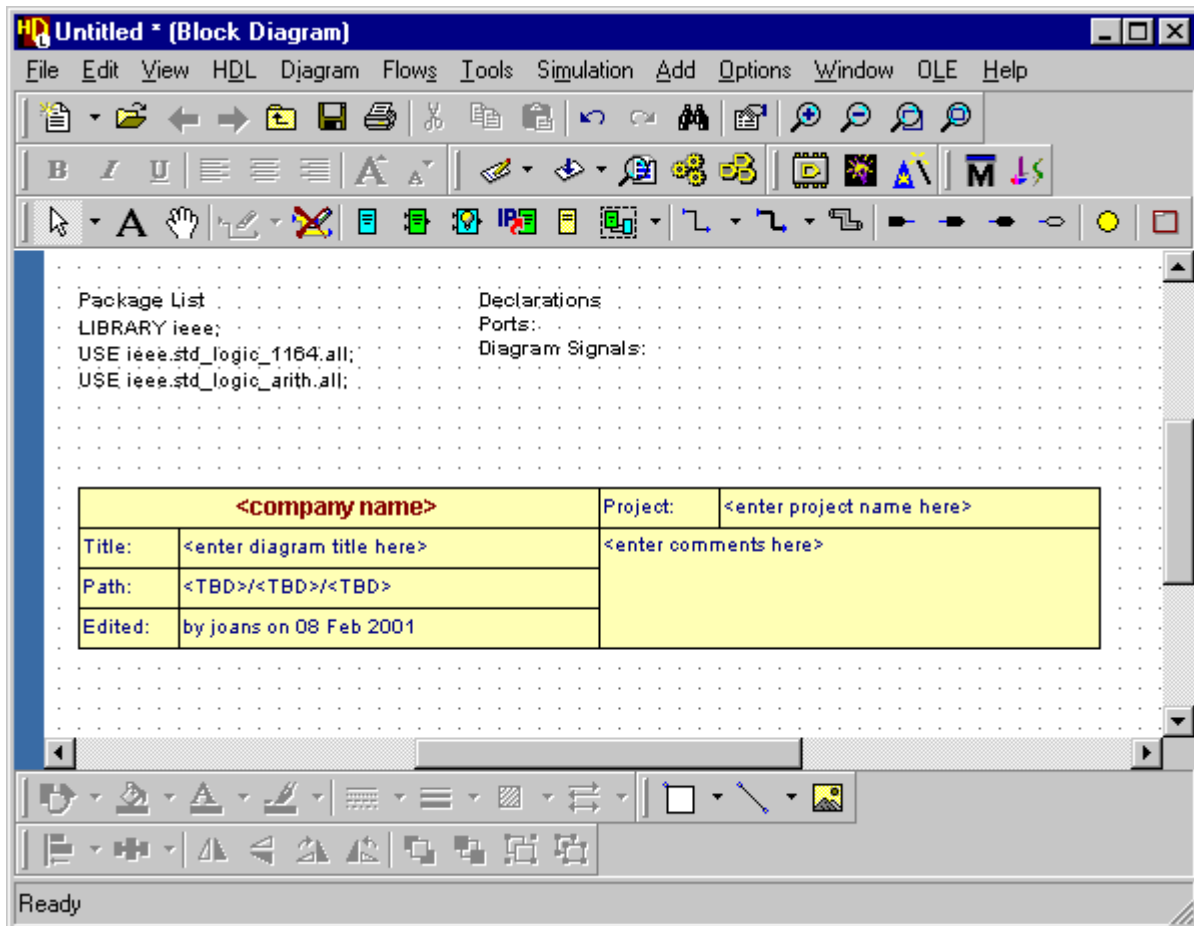 HDL Untitled * (Block Diagram)
File Edit View HDL Diagram Flows Tools Simulation Add Options Window OLE Help
B I U A A
A IP
M
Package List
LIBRARY ieee;
USE ieee.std_logic_1164.all;
USE ieee.std_logic_arith.all;
Declarations
Ports:
Diagram Signals:
<company name>
Project: <enter project name here>
Title: <enter diagram title here>
<enter comments here>
Path: <TBD>/<TBD>/<TBD>
Edited: by joans on 08 Feb 2001
A
Ready